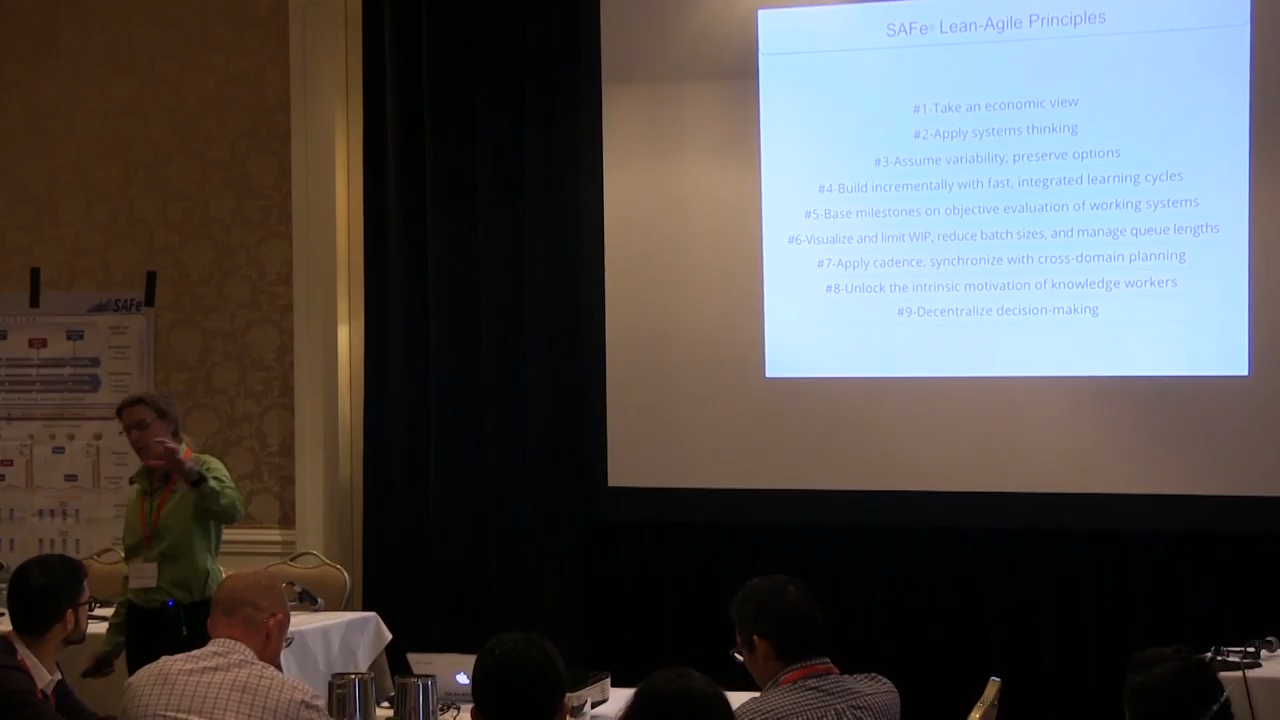 SAFe® Lean-Agile Principles
#1-Take an economic view
#2-Apply systems thinking
#3-Assume variability; preserve options
#4-Build incrementally with fast, integrated learning cycles
#5-Base milestones on objective evaluation of working systems
#6-Visualize and limit WIP, reduce batch sizes, and manage queue lengths
#7-Apply cadence, synchronize with cross-domain planning
#8-Unlock the intrinsic motivation of knowledge workers
#9-Decentralize decision-making
SAFe